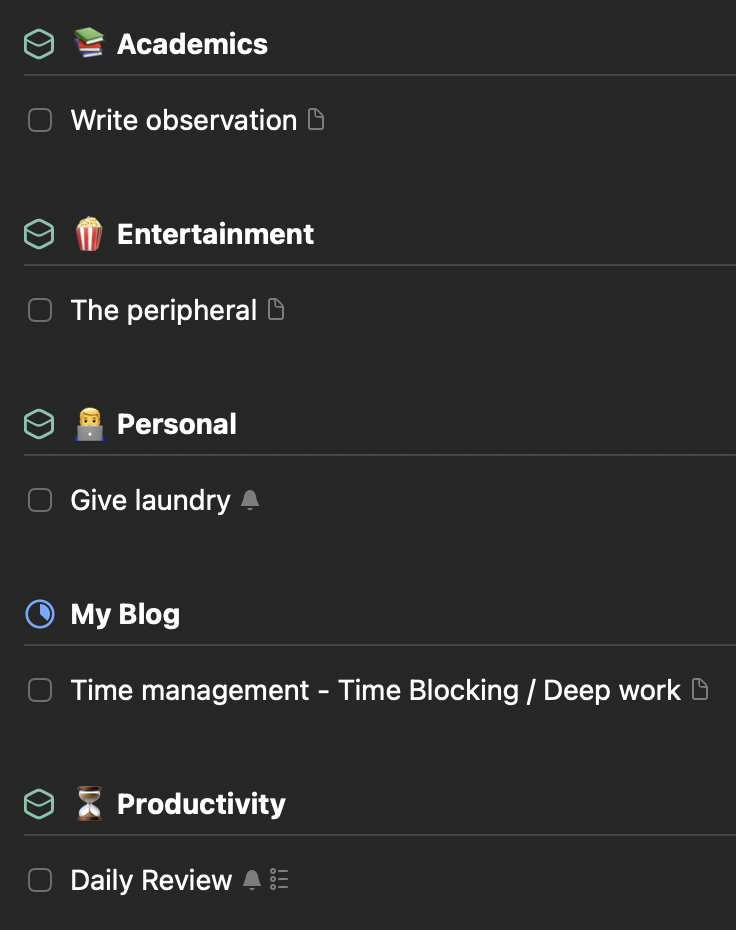 Academics
Write observation
Entertainment
The peripheral
Personal
Give laundry
My Blog
Time management - Time Blocking / Deep work
Productivity
Daily Review